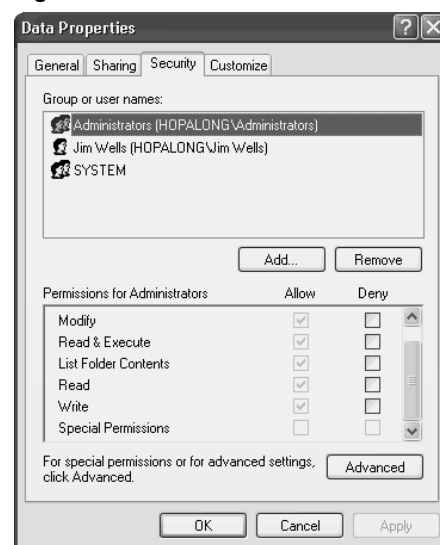 Data Properties
General Sharing Security Customize
Group or user names:
Administrators (HOPALONG\Administrators)
Jim Wells (HOPALONG\Jim Wells)
SYSTEM
Add... Remove
Permissions for Administrators Allow Deny
Modify
Read & Execute
List Folder Contents
Read
Write
Special Permissions
For special permissions or for advanced settings,
click Advanced.
Advanced
OK Cancel Apply